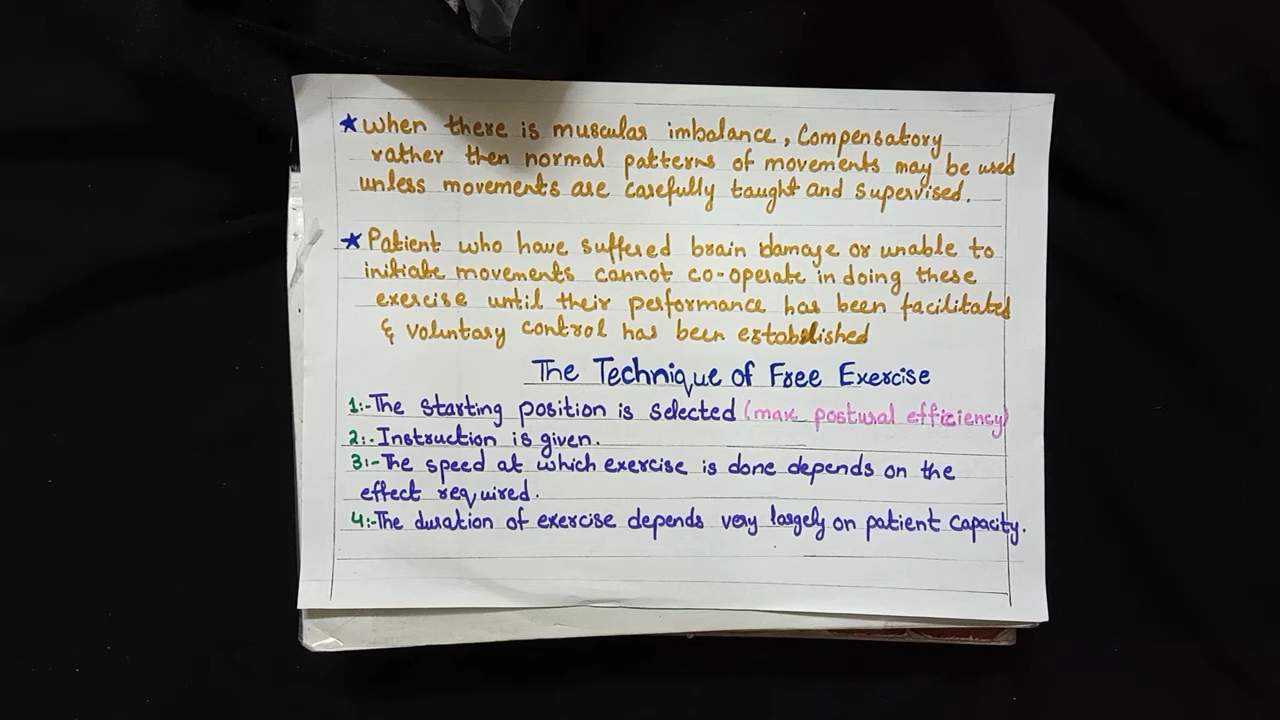 ★ When there is muscular imbalance, Compensatory
rather then normal patterns of movements may be used
unless movements are carefully taught and supervised.
★ Patient who have suffered brain damage or unable to
initiate movements cannot co-operate in doing these
exercise until their performance has been facilitated
& voluntary control has been established
The Technique of Free Exercise
1:-The starting position is selected (max postural efficiency)
2:-Instruction is given.
3:-The speed at which exercise is done depends on the
effect required.
4:-The duration of exercise depends very largely on patient capacity.